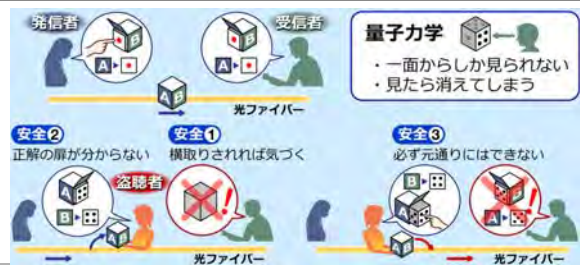 発信者
受信者
B
A
B
A
A
A B
光ファイバー
量子力学
・一面からしか見られない
・見たら消えてしまう
安全②
正解の扉が分からない
安全①
横取りされれば気づく
安全③
必ず元通りにはできない
盗聴者
A
B
AB
!
光ファイバー
B
A
A
!
AB
光ファイバー